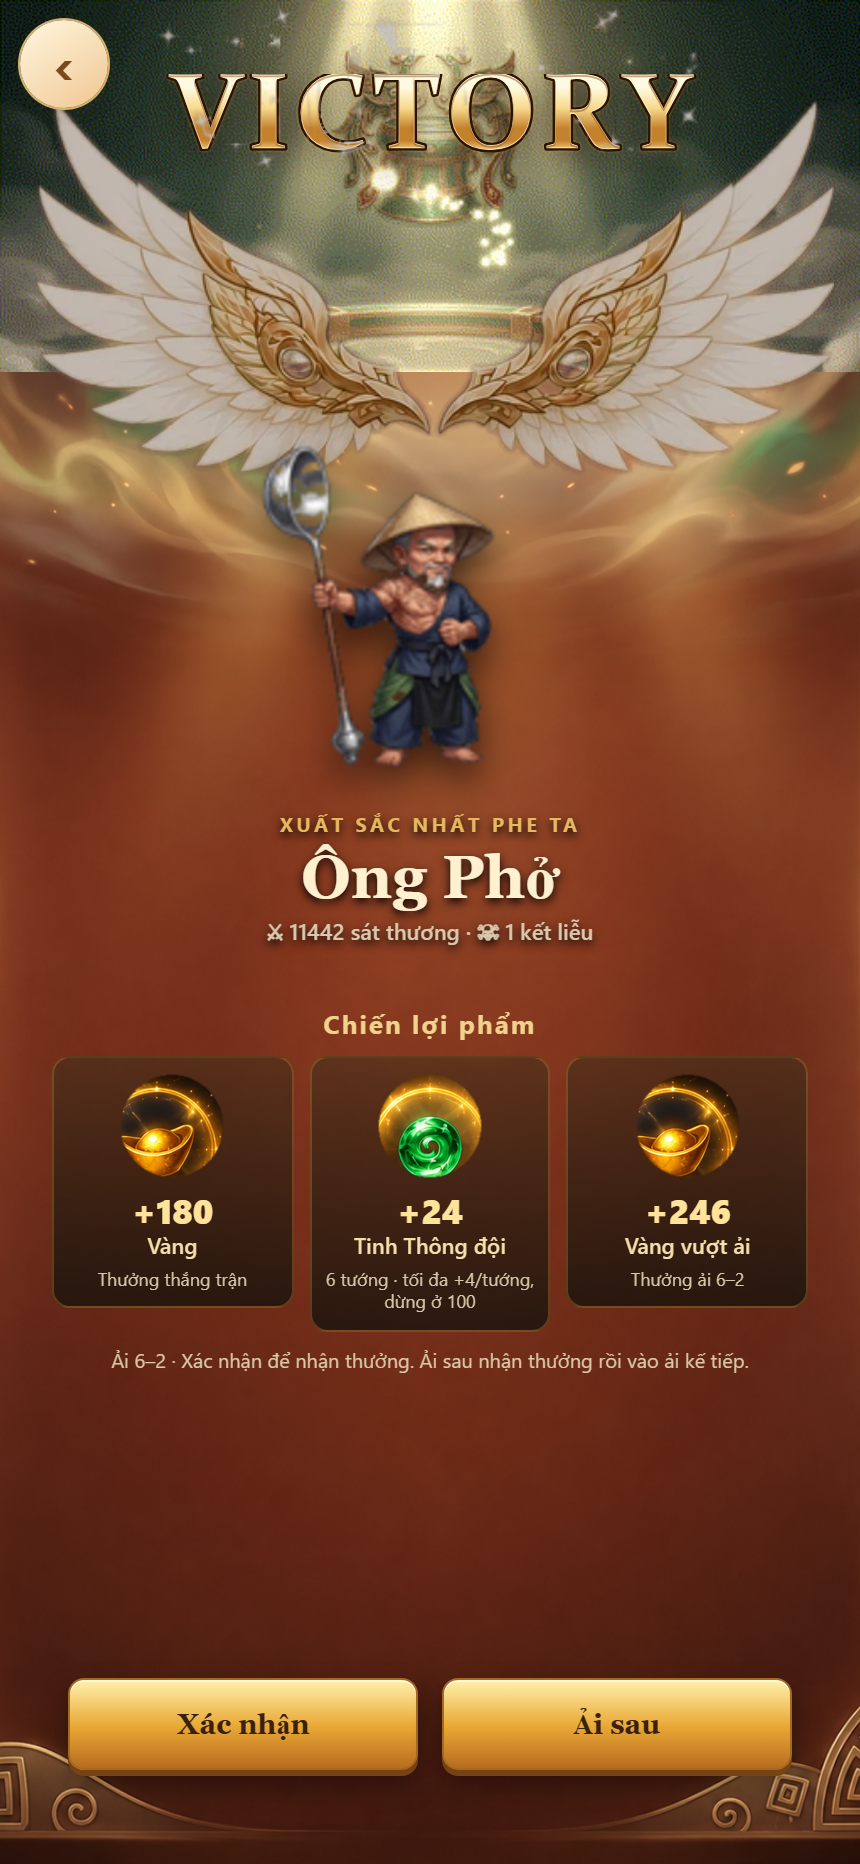 VICTORY
XUẤT SẮC NHẤT PHE TA
Ông Phở
11442 sát thương · 1 kết liễu
Chiến lợi phẩm
+180
Vàng
Thưởng thắng trận
+24
Tinh Thông đội
6 tướng · tối đa +4/tướng,
dừng ở 100
+246
Vàng vượt ải
Thưởng ải 6–2
Ải 6–2 · Xác nhận để nhận thưởng. Ải sau nhận thưởng rồi vào ải kế tiếp.
Xác nhận
Ải sau